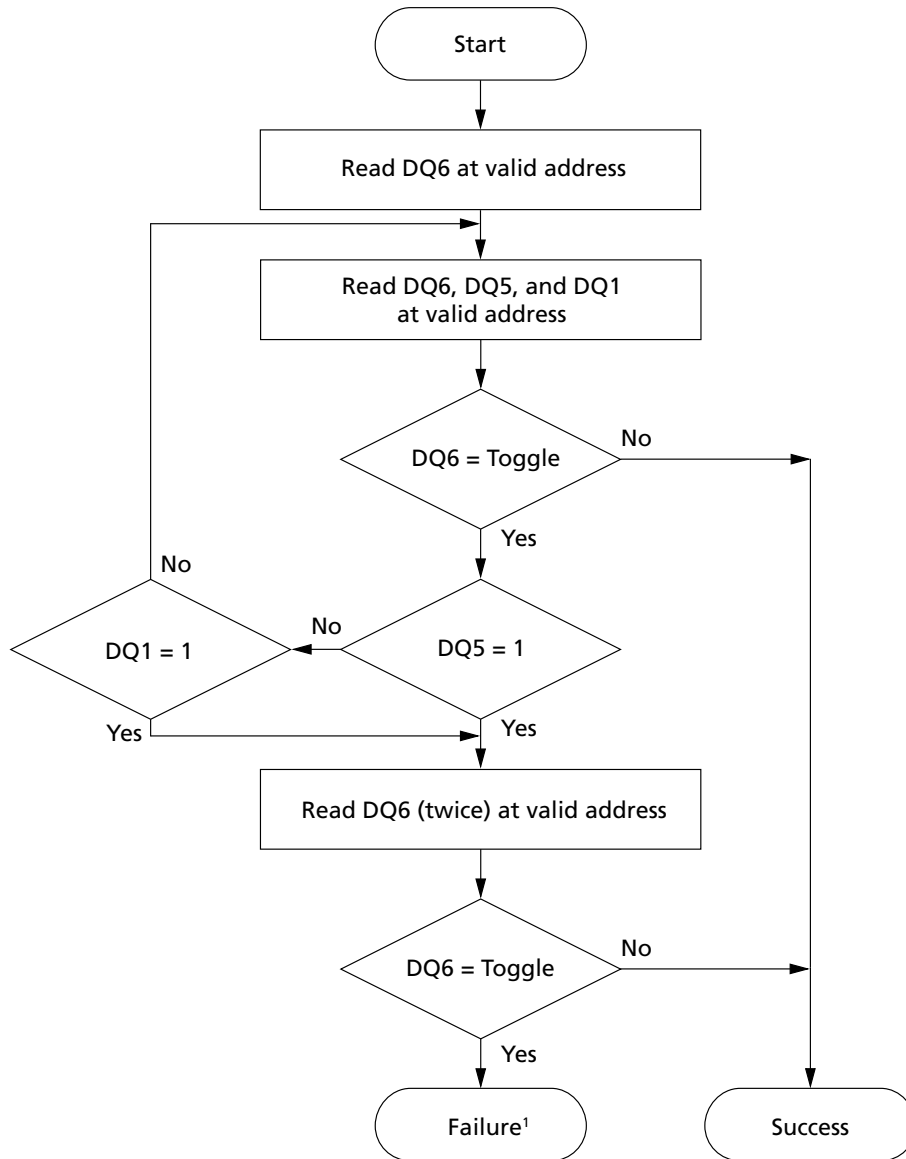 Start
Read DQ6 at valid address
Read DQ6, DQ5, and DQ1
at valid address
DQ6 = Toggle
No
Yes
No
DQ1 = 1
No
DQ5 = 1
Yes
Yes
Read DQ6 (twice) at valid address
DQ6 = Toggle
No
Yes
Failure¹
Success